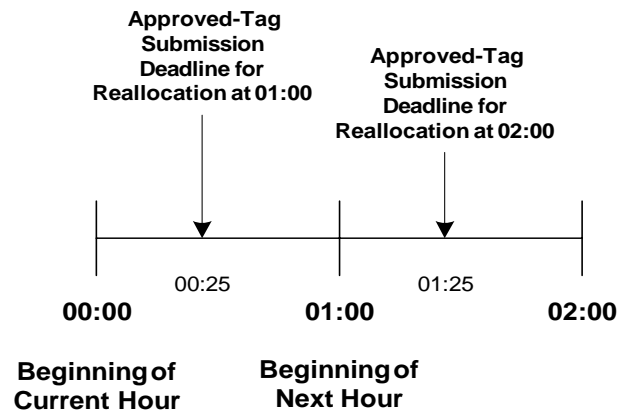 Approved-Tag
Submission
Deadline for
Reallocation at 01:00
Approved-Tag
Submission
Deadline for
Reallocation at 02:00
00:25
01:25
00:00
01:00
02:00
Beginning of
Current Hour
Beginning of
Next Hour